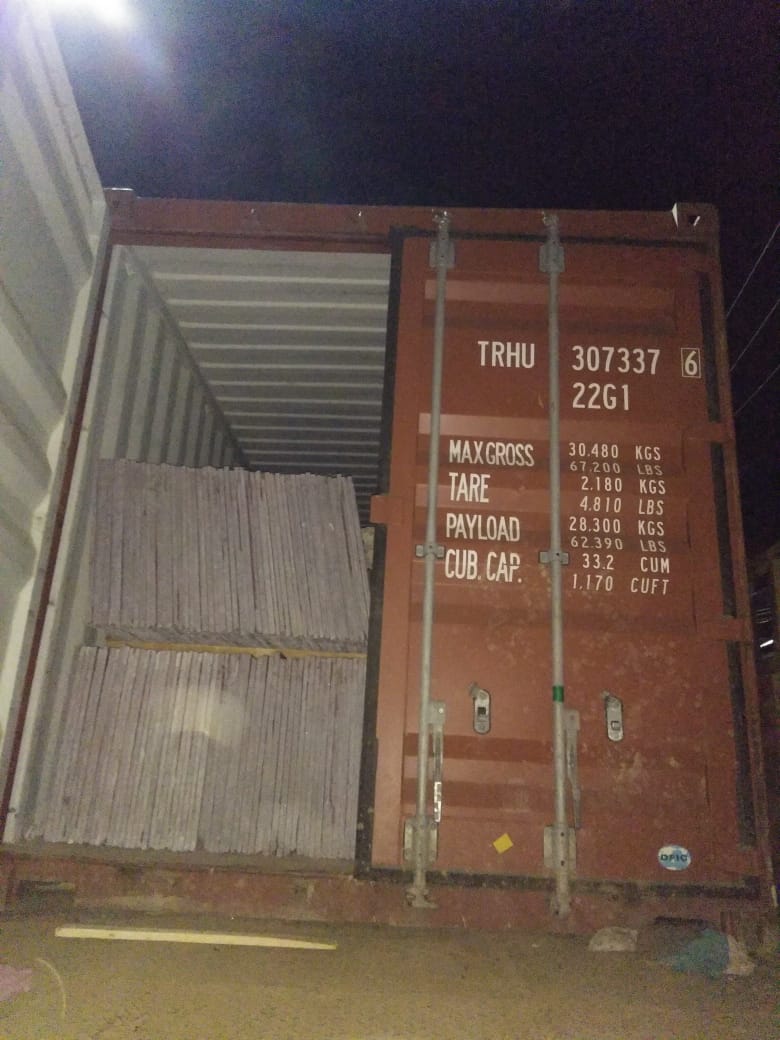 TRHU 307337 6
22G1
MAX.GROSS 30.480 KGS
67,200 LBS
TARE 2.180 KGS
4.810 LBS
PAYLOAD 28.300 KGS
62.390 LBS
CUB. CAP. 33.2 CUM
1.170 CUFT